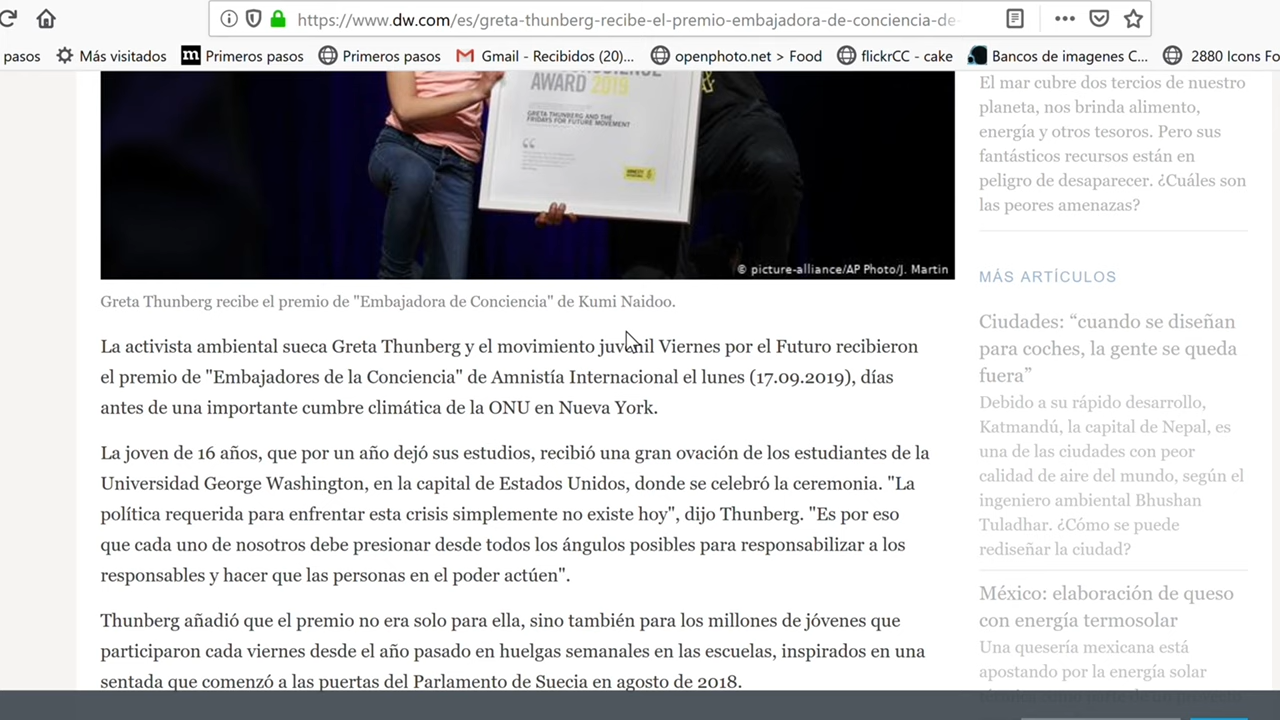 https://www.dw.com/es/greta-thunberg-recibe-el-premio-embajadora-de-conciencia-de-
pasos
Más visitados
Primeros pasos
Primeros pasos
Gmail - Recibidos (20)...
openphoto.net > Food
flickrCC - cake
Bancos de imagenes C...
2880 Icons Fo
AWARD 2019
GRETA THUNBERG AND THE
FRIDAYS FOR FUTURE MOVEMENT
© picture-alliance/AP Photo/J. Martin
Greta Thunberg recibe el premio de "Embajadora de Conciencia" de Kumi Naidoo.
La activista ambiental sueca Greta Thunberg y el movimiento juvenil Viernes por el Futuro recibieron
el premio de "Embajadores de la Conciencia" de Amnistía Internacional el lunes (17.09.2019), días
antes de una importante cumbre climática de la ONU en Nueva York.
La joven de 16 años, que por un año dejó sus estudios, recibió una gran ovación de los estudiantes de la
Universidad George Washington, en la capital de Estados Unidos, donde se celebró la ceremonia. "La
política requerida para enfrentar esta crisis simplemente no existe hoy", dijo Thunberg. "Es por eso
que cada uno de nosotros debe presionar desde todos los ángulos posibles para responsabilizar a los
responsables y hacer que las personas en el poder actúen".
Thunberg añadió que el premio no era solo para ella, sino también para los millones de jóvenes que
participaron cada viernes desde el año pasado en huelgas semanales en las escuelas, inspirados en una
sentada que comenzó a las puertas del Parlamento de Suecia en agosto de 2018.
El mar cubre dos tercios de nuestro
planeta, nos brinda alimento,
energía y otros tesoros. Pero sus
fantásticos recursos están en
peligro de desaparecer. ¿Cuáles son
las peores amenazas?
MÁS ARTÍCULOS
Ciudades: “cuando se diseñan
para coches, la gente se queda
fuera”
Debido a su rápido desarrollo,
Katmandú, la capital de Nepal, es
una de las ciudades con peor
calidad de aire del mundo, según el
ingeniero ambiental Bhushan
Tuladhar. ¿Cómo se puede
rediseñar la ciudad?
México: elaboración de queso
con energía termosolar
Una quesería mexicana está
apostando por la energía solar